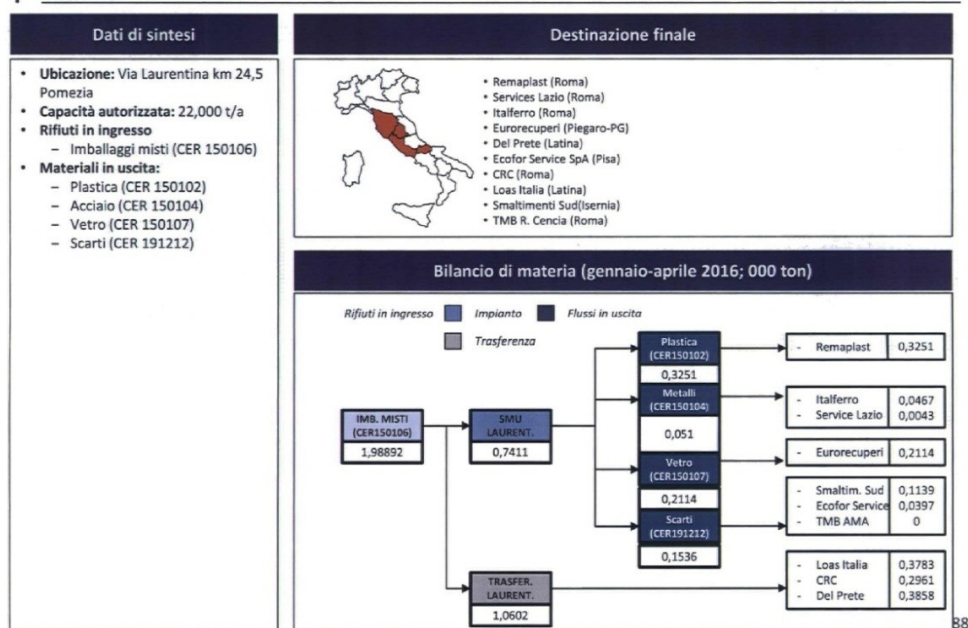 Dati di sintesi
• Ubicazione: Via Laurentina km 24,5
Pomezia
• Capacità autorizzata: 22,000 t/a
• Rifiuti in ingresso
– Imballaggi misti (CER 150106)
• Materiali in uscita:
– Plastica (CER 150102)
– Acciaio (CER 150104)
– Vetro (CER 150107)
– Scarti (CER 191212)
Destinazione finale
• Remaplast (Roma)
• Services Lazio (Roma)
• Italferro (Roma)
• Eurorecuperi (Piegaro-PG)
• Del Prete (Latina)
• Ecofor Service SpA (Pisa)
• CRC (Roma)
• Loas Italia (Latina)
• Smaltimenti Sud(Isernia)
• TMB R. Cencia (Roma)
Bilancio di materia (gennaio-aprile 2016; 000 ton)
Rifiuti in ingresso Impianto Flussi in uscita
Trasferenza
IMB. MISTI
(CER150106)
1,98892
SMU
LAURENT.
0,7411
TRASFER.
LAURENT.
1,0602
Plastica
(CER150102)
0,3251
Metalli
(CER150104)
0,051
Vetro
(CER150107)
0,2114
Scarti
(CER191212)
0,1536
- Remaplast 0,3251
- Italferro 0,0467
- Service Lazio 0,0043
- Eurorecuperi 0,2114
- Smaltim. Sud 0,1139
- Ecofor Service 0,0397
- TMB AMA 0
- Loas Italia 0,3783
- CRC 0,2961
- Del Prete 0,3858
88